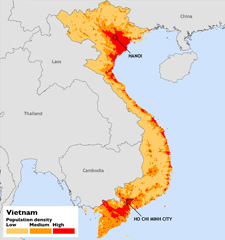 China
HANOI
Laos
Thailand
Cambodia
HO CHI MINH CITY
Vietnam
Population density
Low Medium High